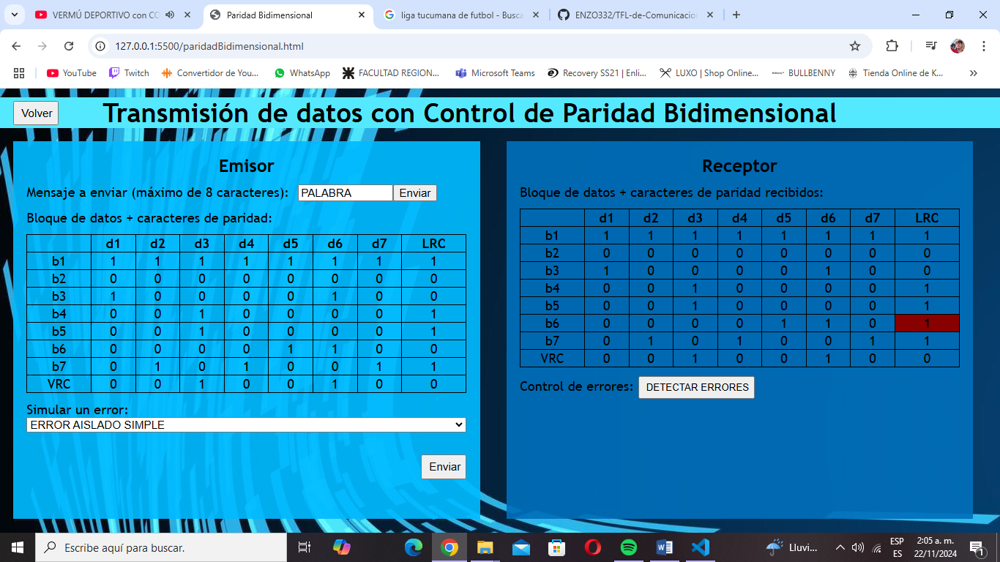 VERMÚ DEPORTIVO con CO
Paridad Bidimensional
liga tucumana de futbol - Busca
ENZO332/TFL-de-Comunicacion
127.0.0.1:5500/paridadBidimensional.html
YouTube Twitch Convertidor de You... WhatsApp FACULTAD REGION... Microsoft Teams Recovery SS21 | Enli... LUXO | Shop Online... BULLBENNY Tienda Online de K...
Volver
Transmisión de datos con Control de Paridad Bidimensional
Emisor
Mensaje a enviar (máximo de 8 caracteres): PALABRA Enviar
Bloque de datos + caracteres de paridad:
d1 d2 d3 d4 d5 d6 d7 LRC
b1 1 1 1 1 1 1 1 1
b2 0 0 0 0 0 0 0 0
b3 1 0 0 0 0 1 0 0
b4 0 0 1 0 0 0 0 1
b5 0 0 1 0 0 0 0 1
b6 0 0 0 0 1 1 0 0
b7 0 1 0 1 0 0 1 1
VRC 0 0 1 0 0 1 0 0
Simular un error:
ERROR AISLADO SIMPLE
Enviar
Receptor
Bloque de datos + caracteres de paridad recibidos:
d1 d2 d3 d4 d5 d6 d7 LRC
b1 1 1 1 1 1 1 1 1
b2 0 0 0 0 0 0 0 0
b3 1 0 0 0 0 1 0 0
b4 0 0 1 0 0 0 0 1
b5 0 0 1 0 0 0 0 1
b6 0 0 0 0 1 1 0 1
b7 0 1 0 1 0 0 1 1
VRC 0 0 1 0 0 1 0 0
Control de errores: DETECTAR ERRORES
Escribe aquí para buscar.
Lluvi...
ESP
ES
2:05 a. m.
22/11/2024
1